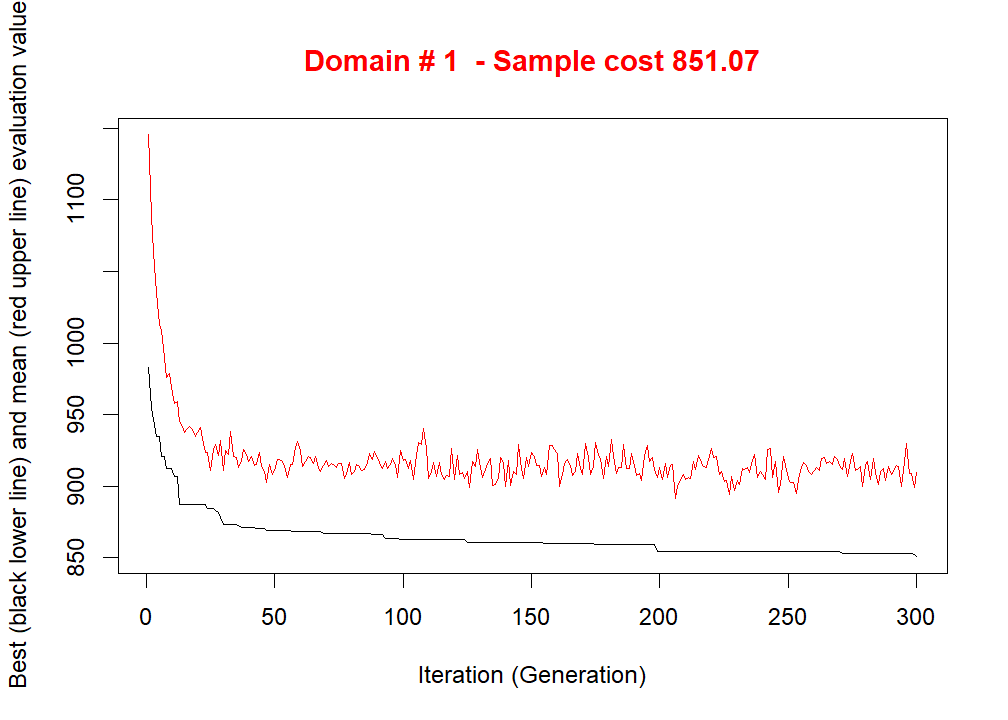 Domain # 1  - Sample cost 851.07
Best (black lower line) and mean (red upper line) evaluation value
1100
1000
950
900
850
0 50 100 150 200 250 300
Iteration (Generation)